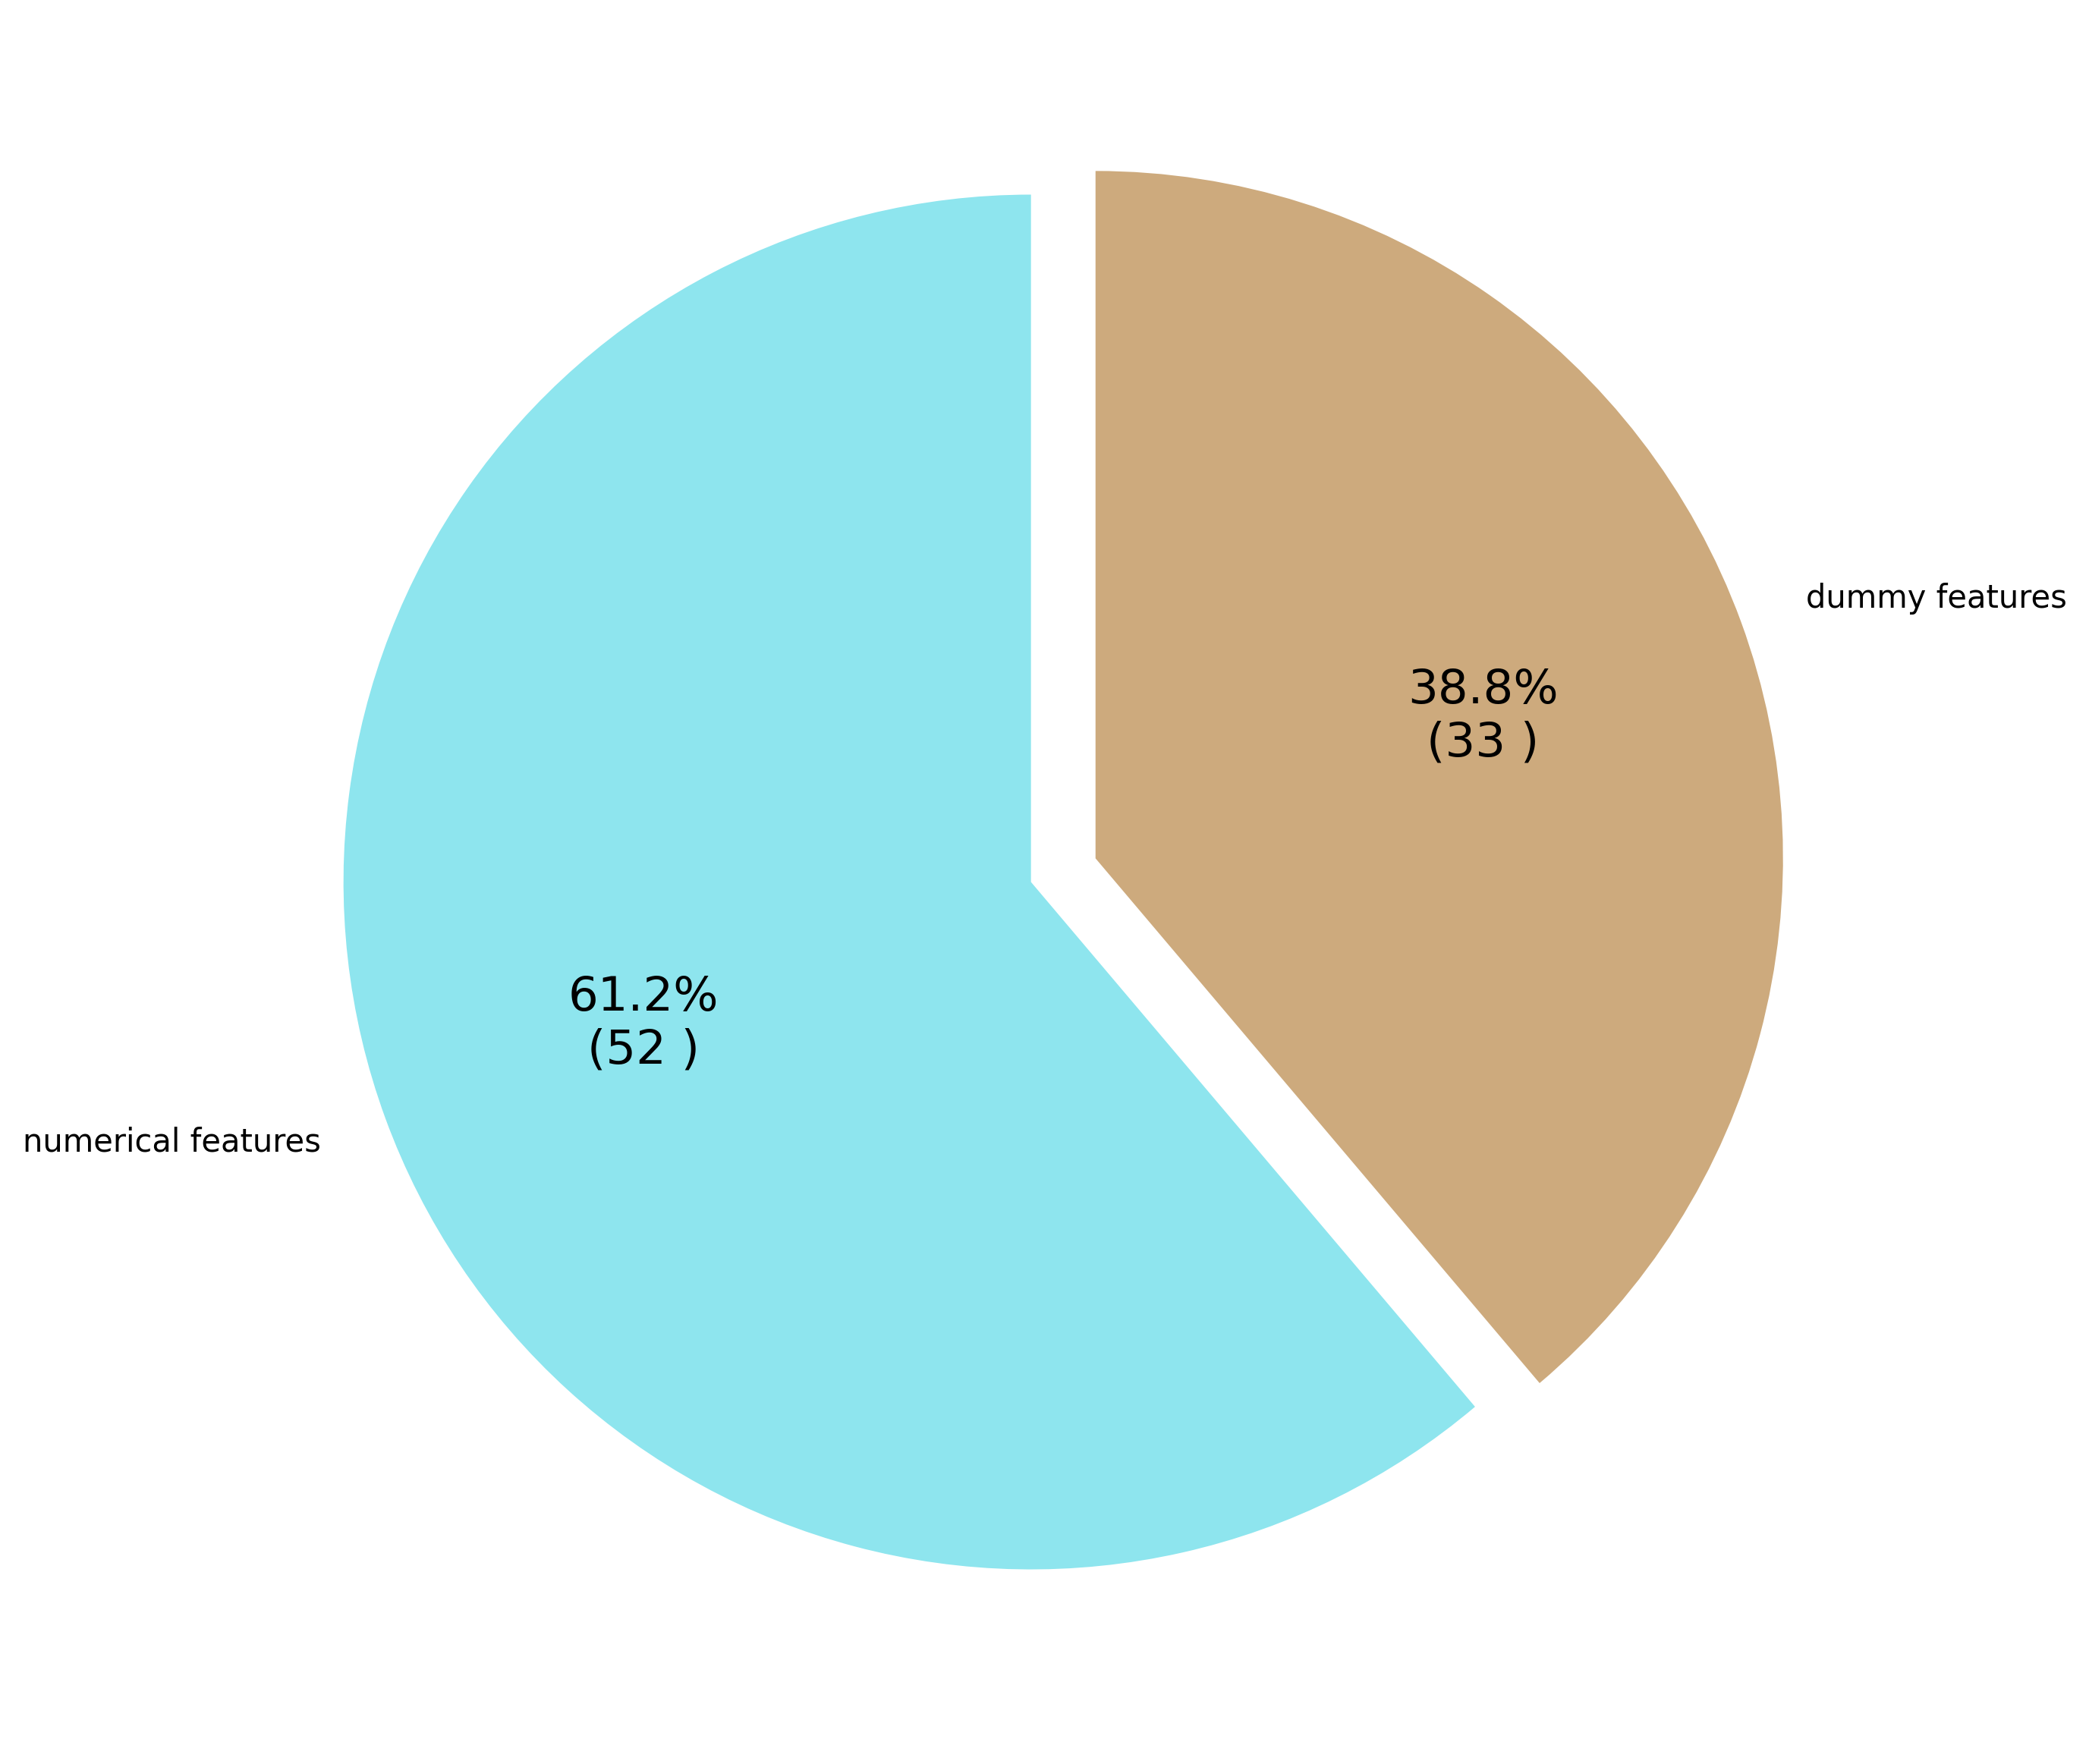 dummy features
38.8%
(33 )
61.2%
(52 )
numerical features